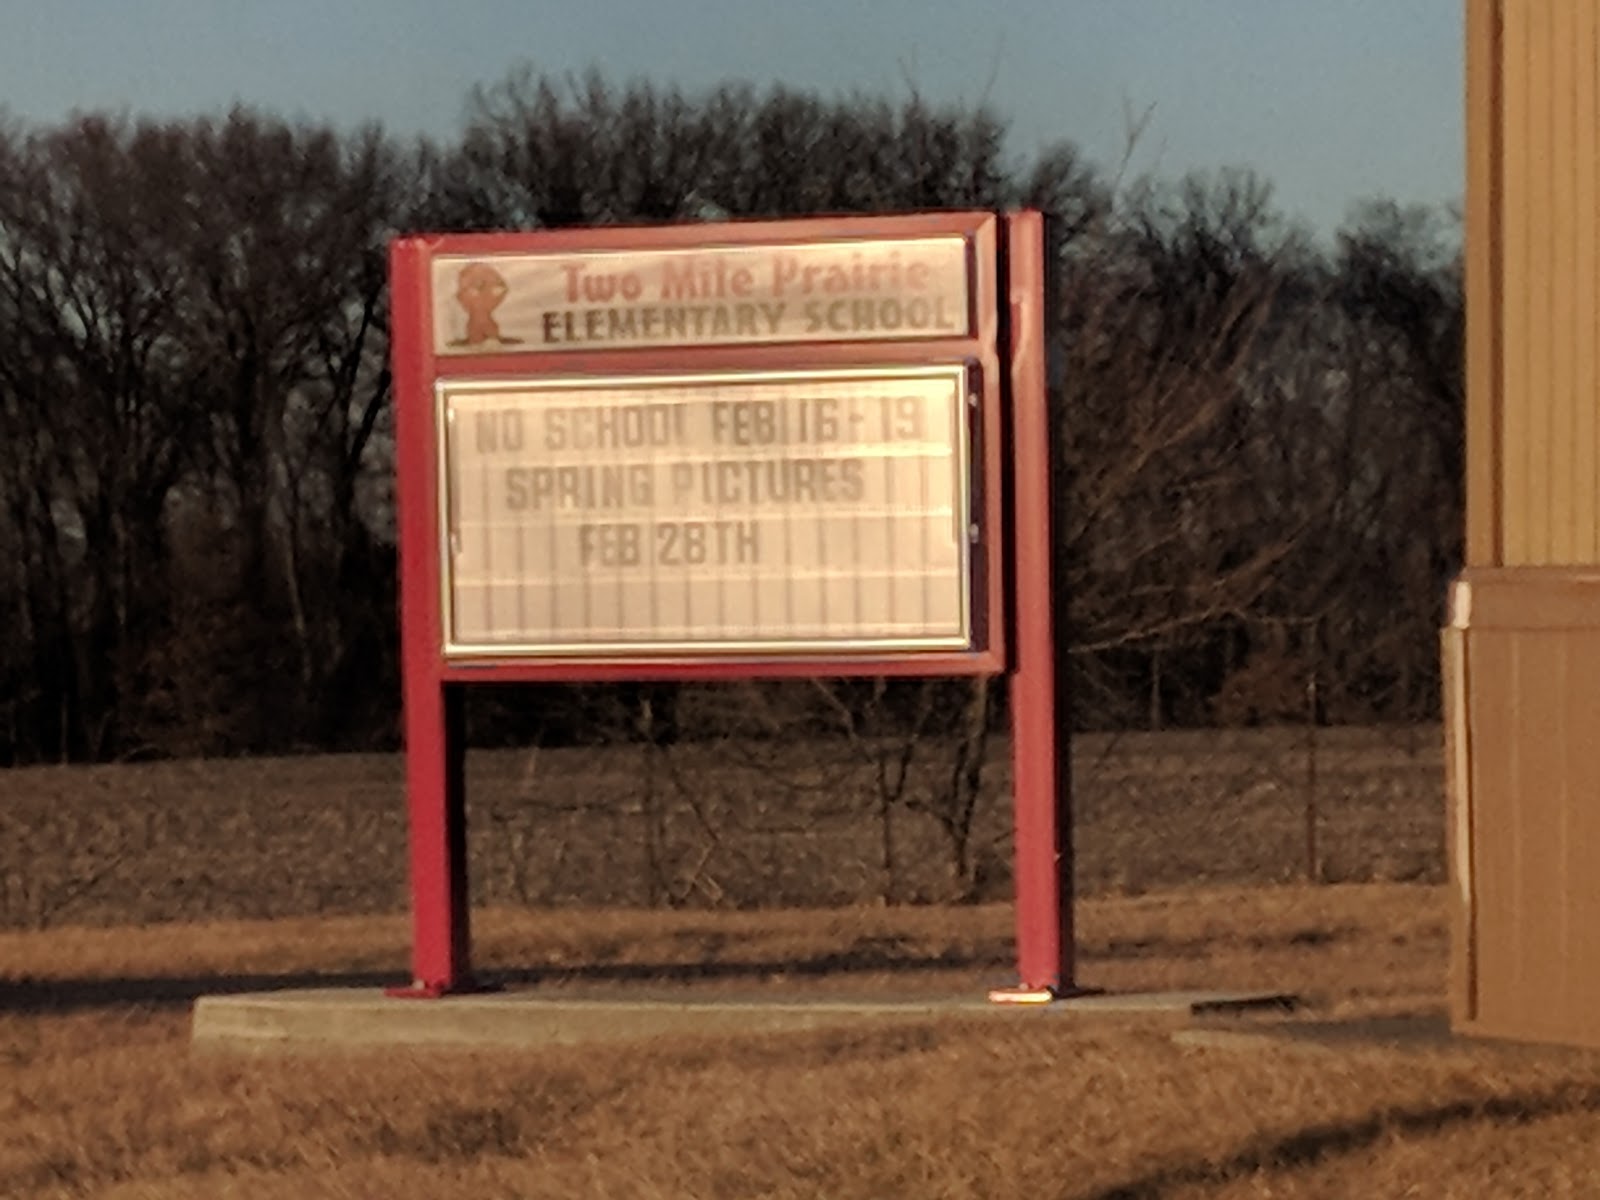 Two Mile Prairie
ELEMENTARY SCHOOL
NO SCHOOL FEB 16 + 19
SPRING PICTURES
FEB 28TH